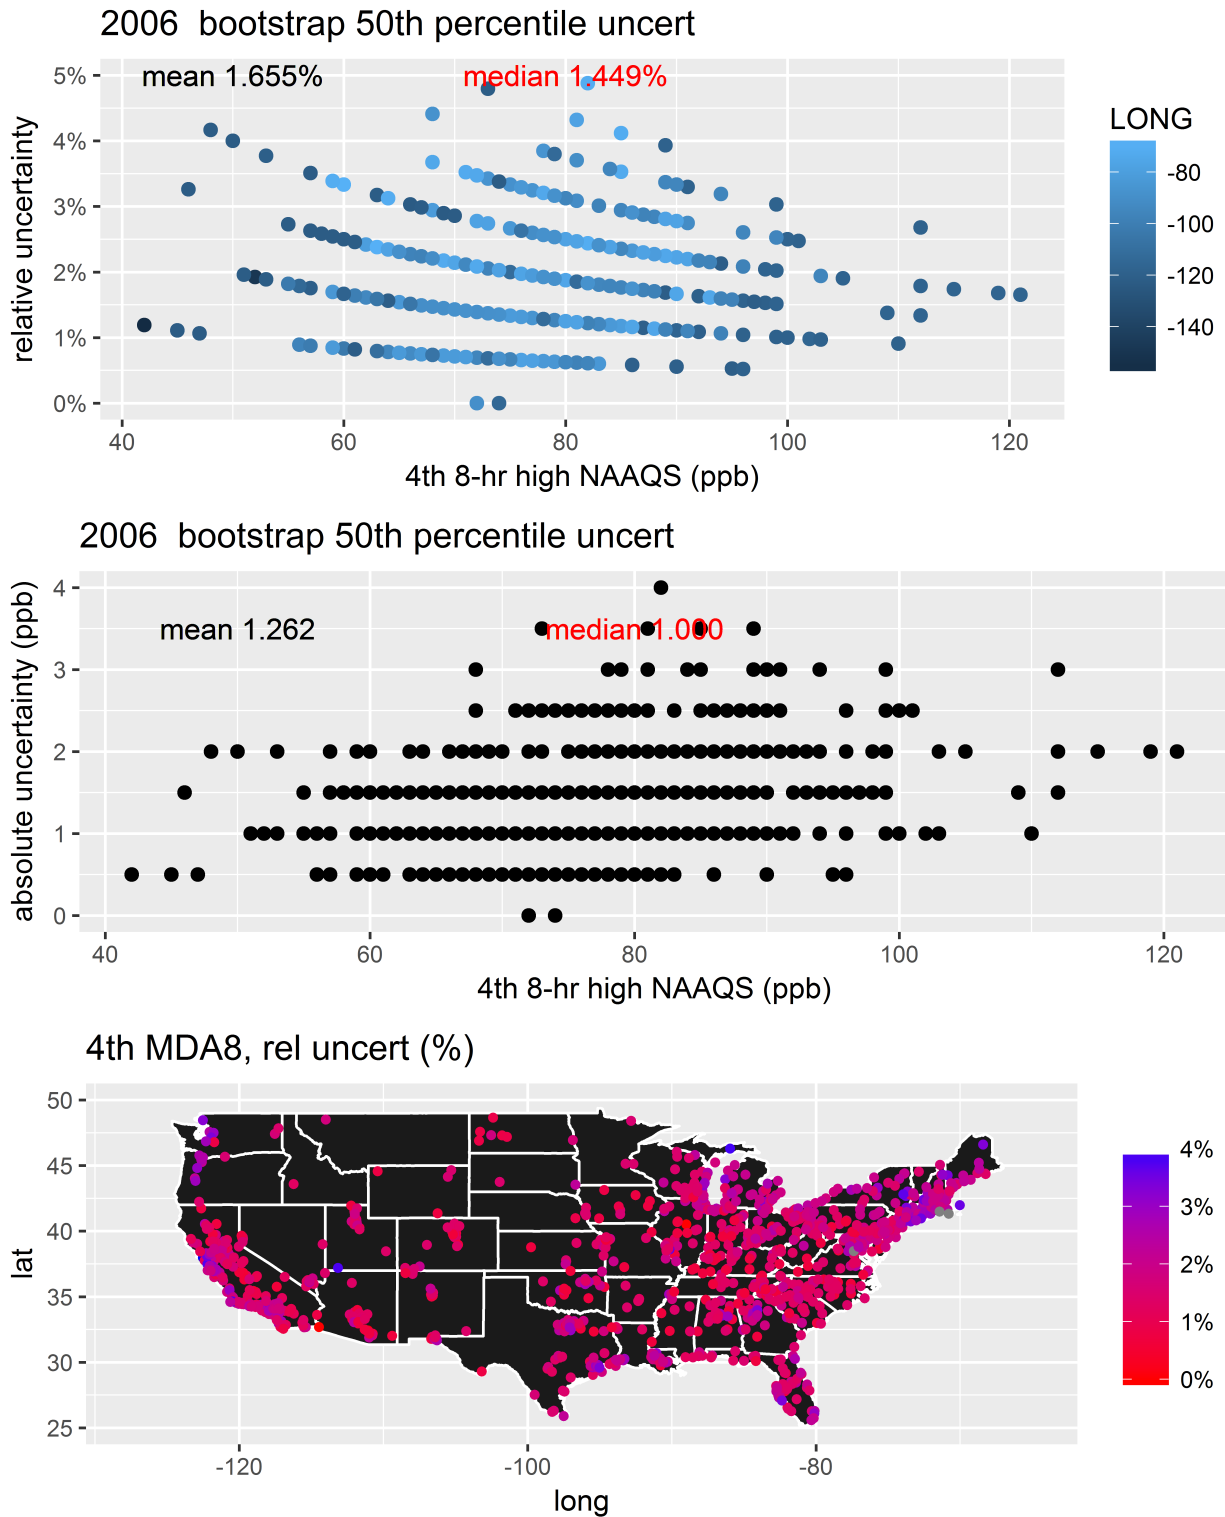 2006  bootstrap 50th percentile uncert
mean 1.655%
median 1.449%
5%
4%
3%
2%
1%
0%
relative uncertainty
40
60
80
100
120
4th 8-hr high NAAQS (ppb)
LONG
-80
-100
-120
-140
2006  bootstrap 50th percentile uncert
mean 1.262
median 1.000
4
3
2
1
0
absolute uncertainty (ppb)
40
60
80
100
120
4th 8-hr high NAAQS (ppb)
4th MDA8, rel uncert (%)
50
45
40
35
30
25
lat
-120
-100
-80
long
4%
3%
2%
1%
0%